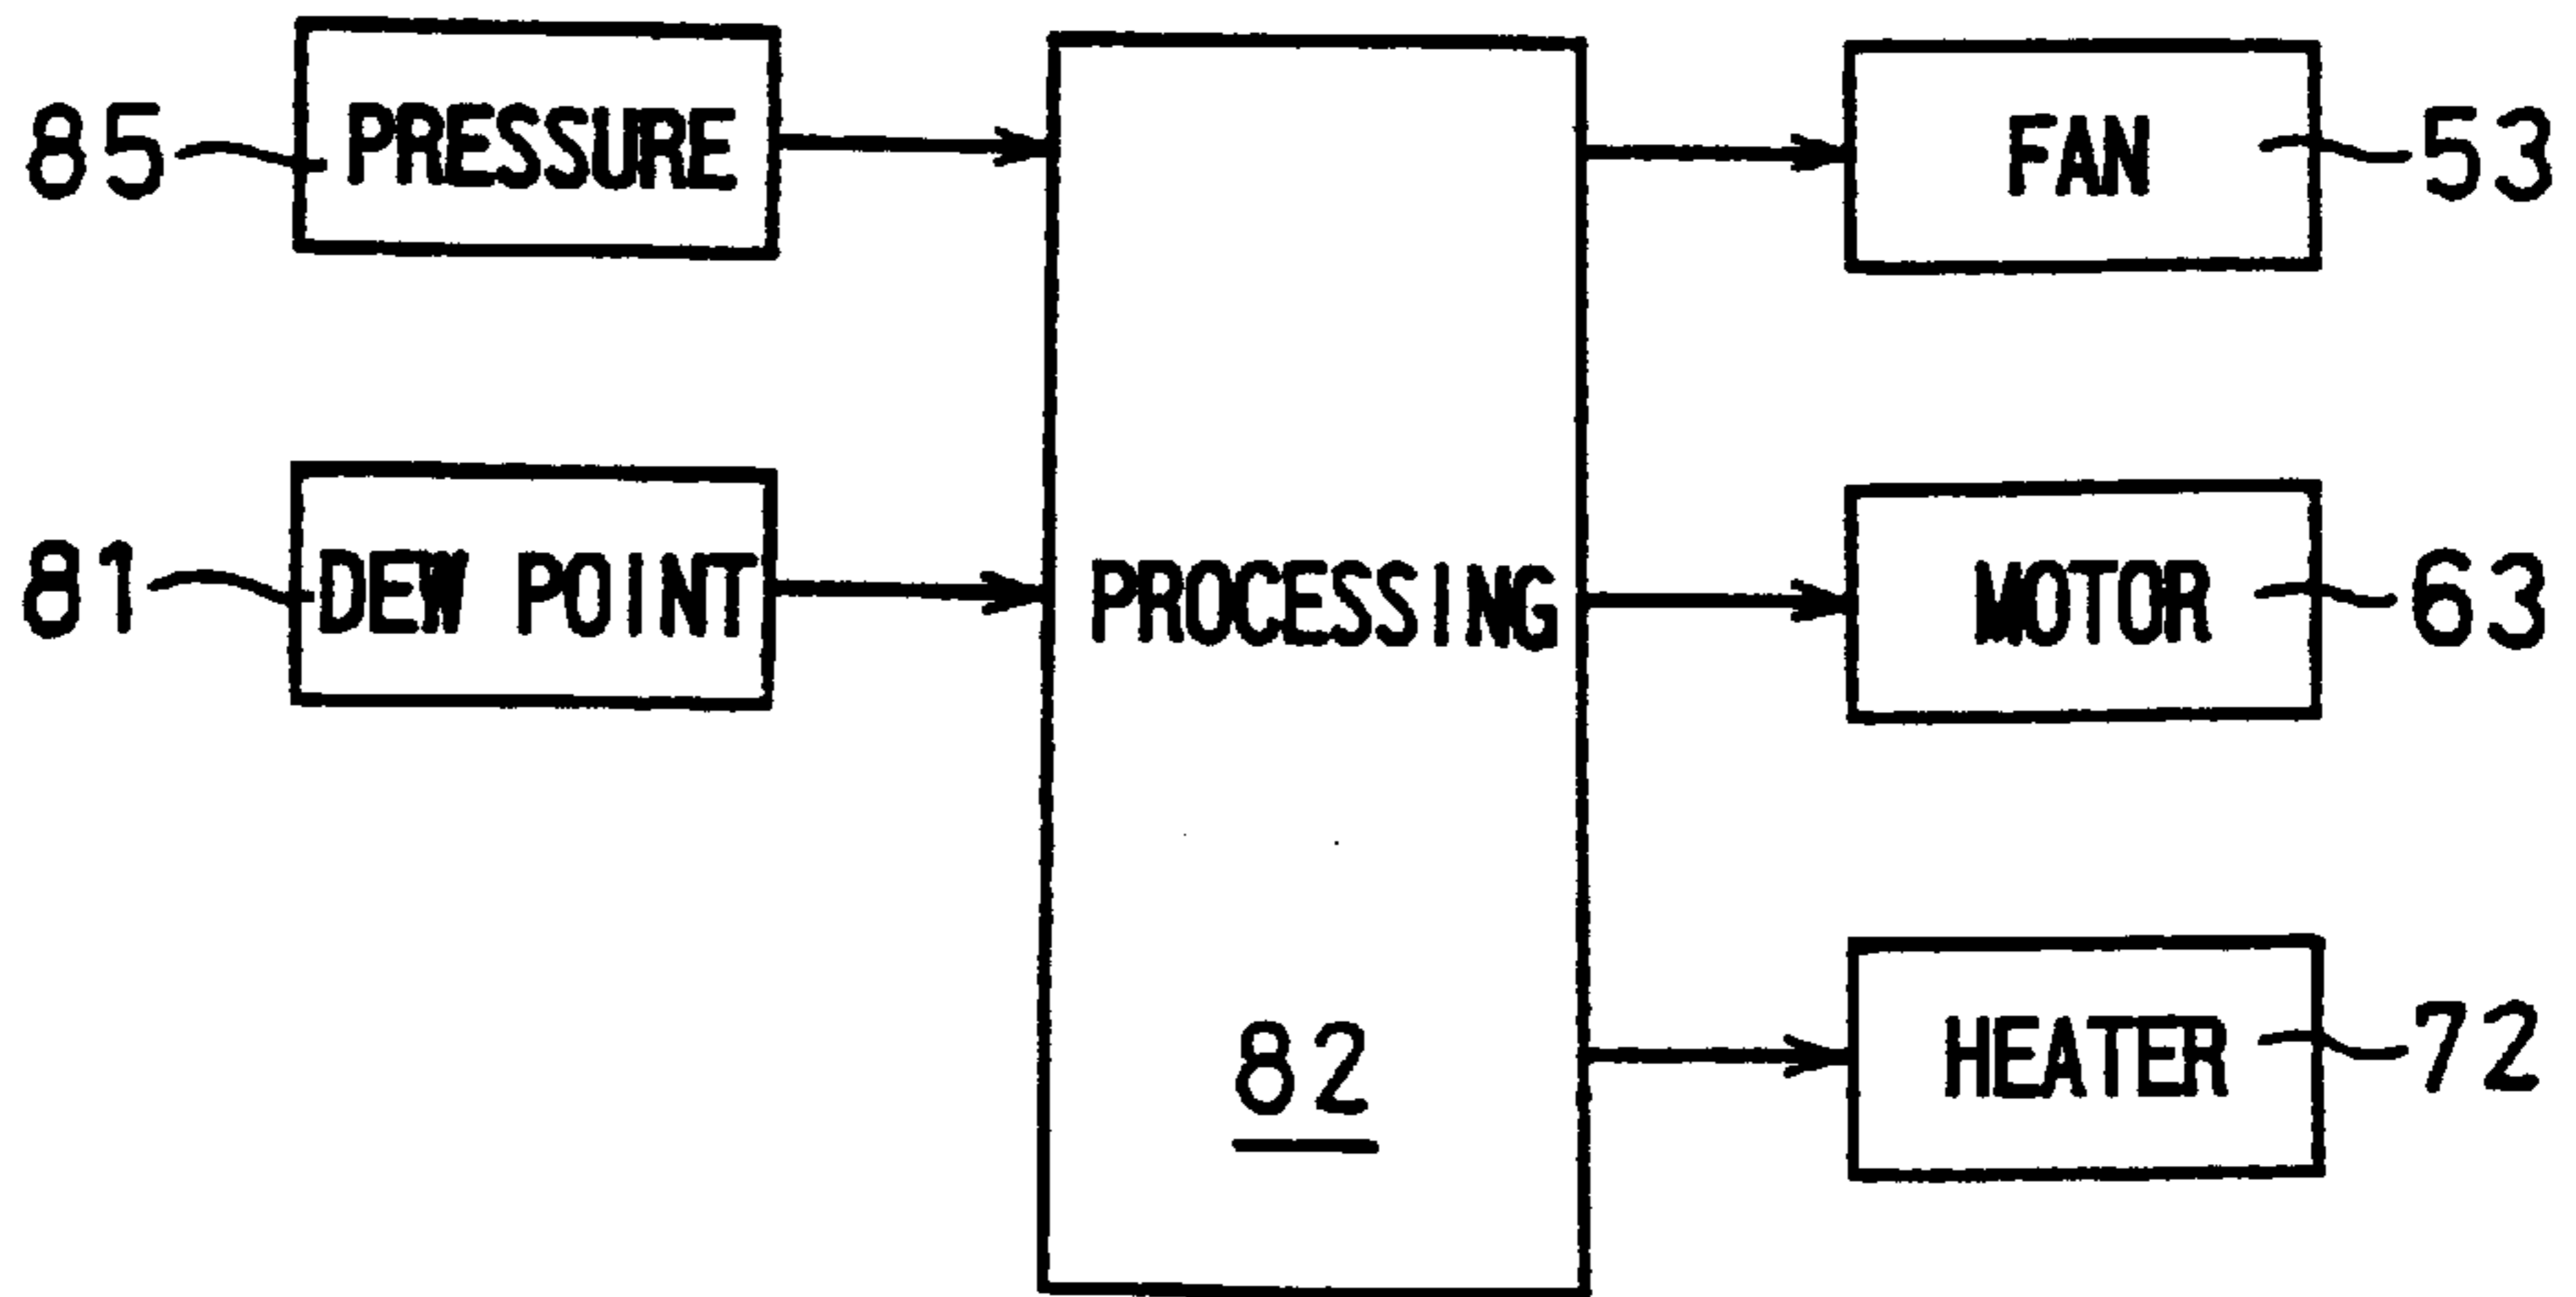 85
PRESSURE
FAN
53
81
DEW POINT
PROCESSING
MOTOR
63
82
HEATER
72